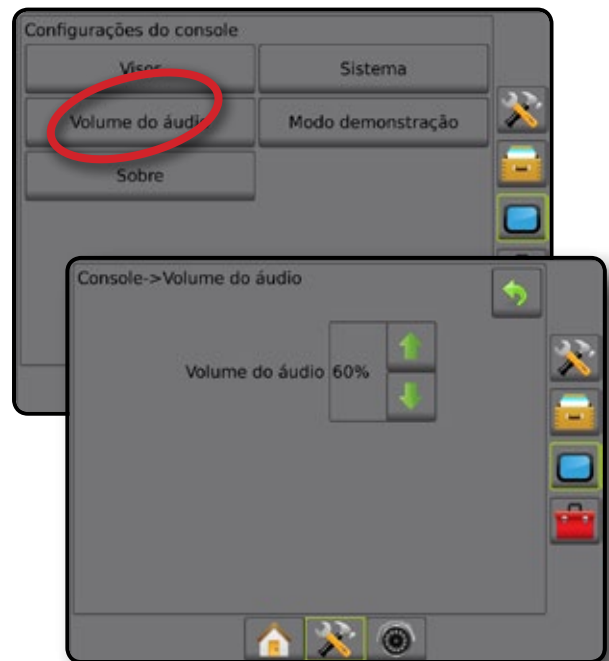 Configurações do console
Visor
Sistema
Volume do áudio
Modo demonstração
Sobre
Console->Volume do áudio
Volume do áudio 60%